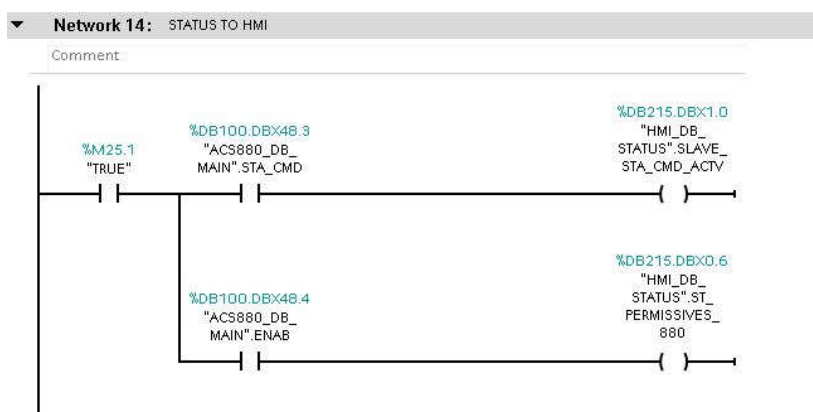 Network 14: STATUS TO HMI
Comment
%M25.1
"TRUE"
%DB100.DBX48.3
"ACS880_DB_
MAIN".STA_CMD
%DB215.DBX1.0
"HMI_DB_
STATUS".SLAVE_
STA_CMD_ACTV
%DB100.DBX48.4
"ACS880_DB_
MAIN".ENAB
%DB215.DBX0.6
"HMI_DB_
STATUS".ST_
PERMISSIVES_
880